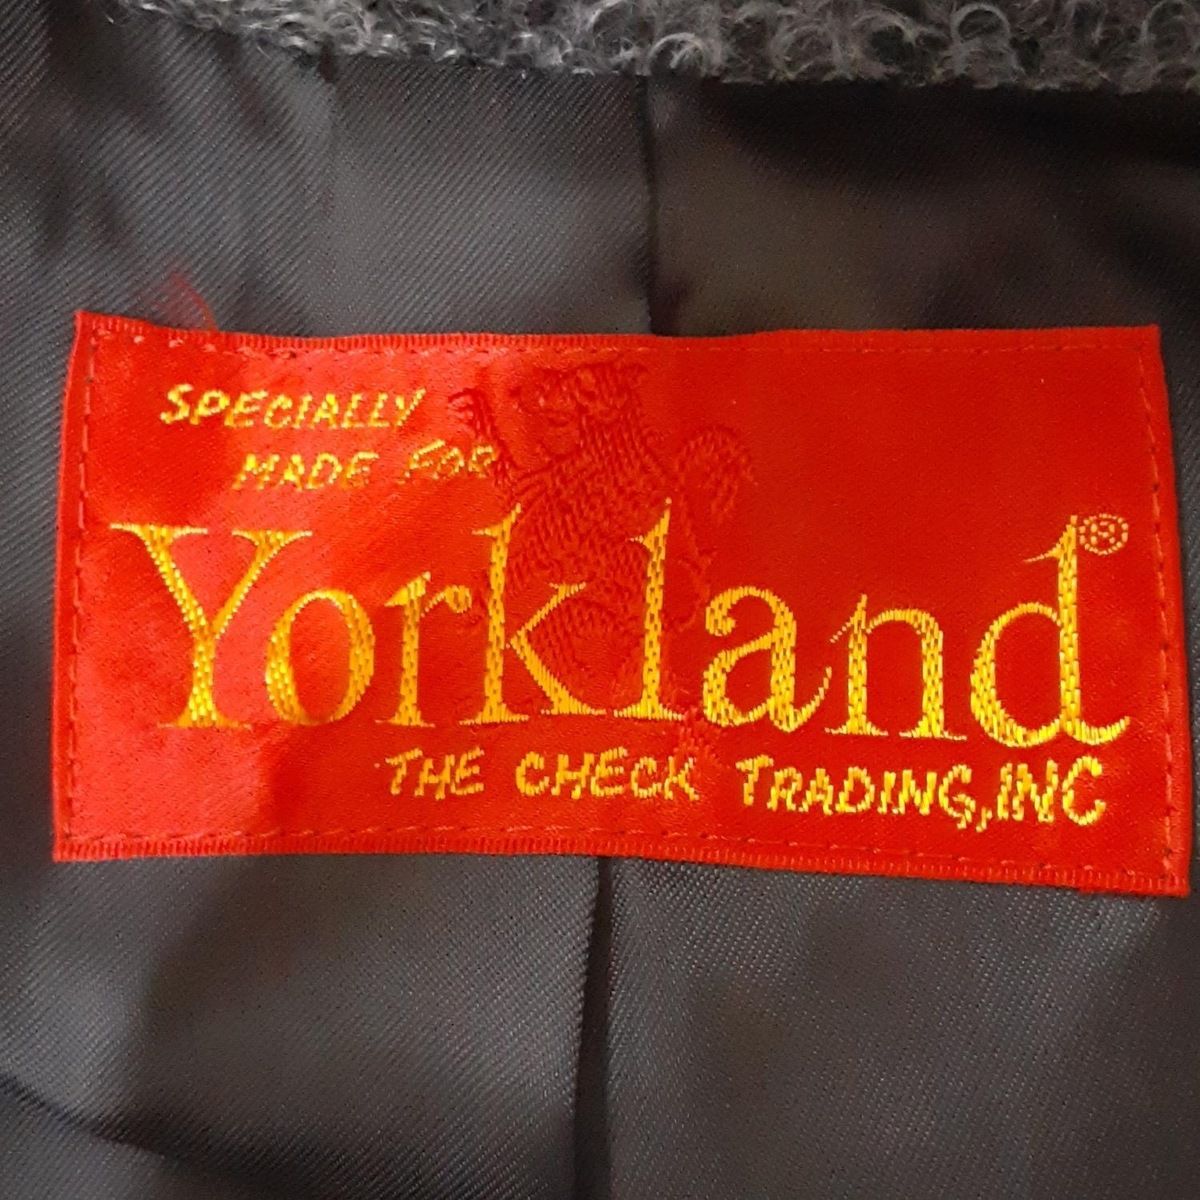 SPECIALLY
MADE FOR
Yorkland®
THE CHECK TRADING,INC